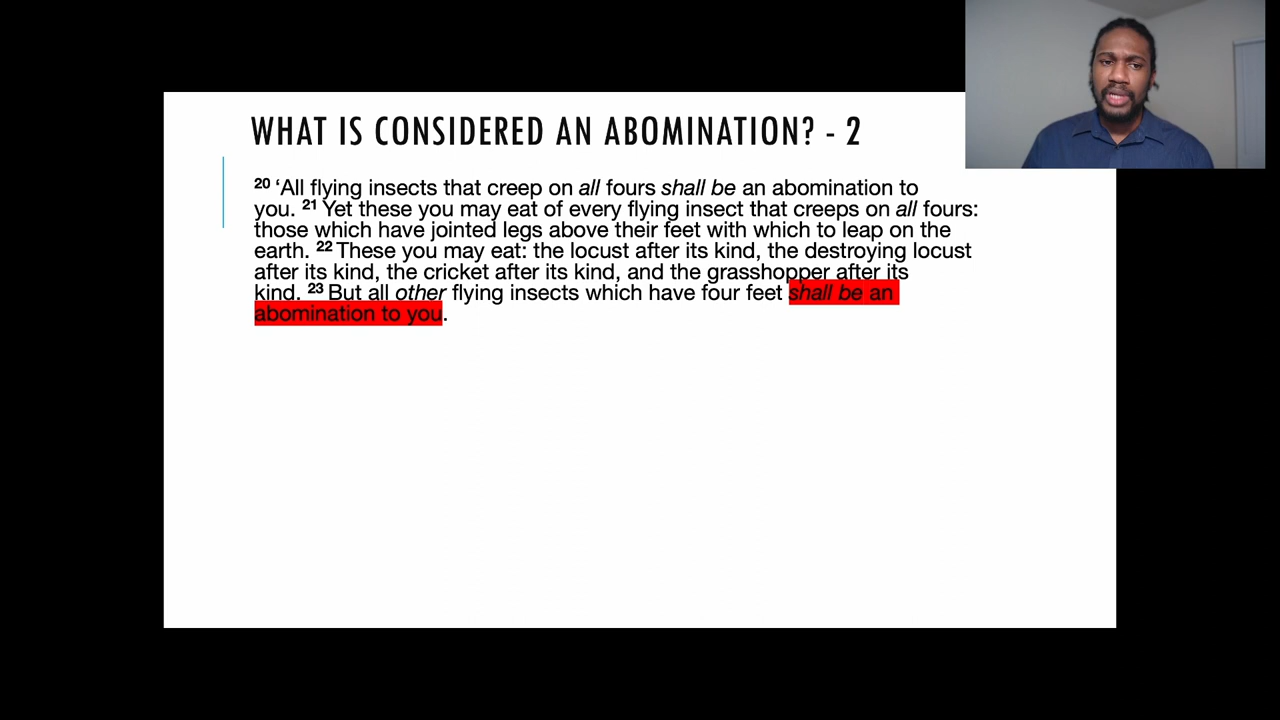 WHAT IS CONSIDERED AN ABOMINATION? - 2
20 ‘All flying insects that creep on all fours shall be an abomination to
you. 21 Yet these you may eat of every flying insect that creeps on all fours:
those which have jointed legs above their feet with which to leap on the
earth. 22 These you may eat: the locust after its kind, the destroying locust
after its kind, the cricket after its kind, and the grasshopper after its
kind. 23 But all other flying insects which have four feet shall be an
abomination to you.